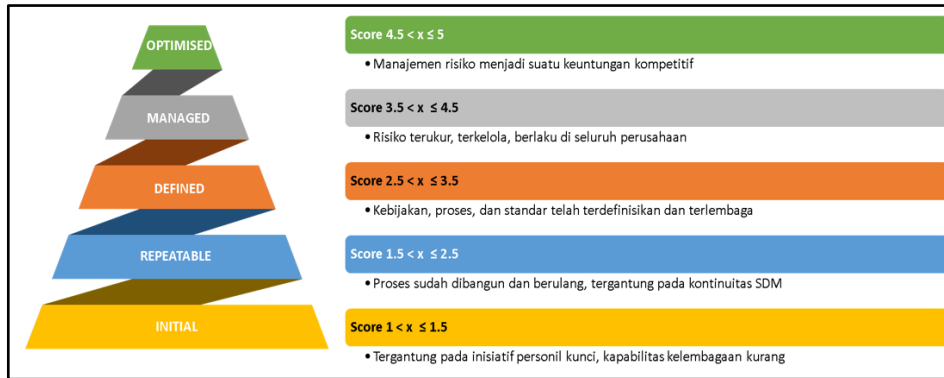 OPTIMISED
Score 4.5 < x ≤ 5
• Manajemen risiko menjadi suatu keuntungan kompetitif
MANAGED
Score 3.5 < x ≤ 4.5
• Risiko terukur, terkelola, berlaku di seluruh perusahaan
DEFINED
Score 2.5 < x ≤ 3.5
• Kebijakan, proses, dan standar telah terdefinisikan dan terlembaga
REPEATABLE
Score 1.5 < x ≤ 2.5
• Proses sudah dibangun dan berulang, tergantung pada kontinuitas SDM
INITIAL
Score 1 < x ≤ 1.5
• Tergantung pada inisiatif personil kunci, kapabilitas kelembagaan kurang